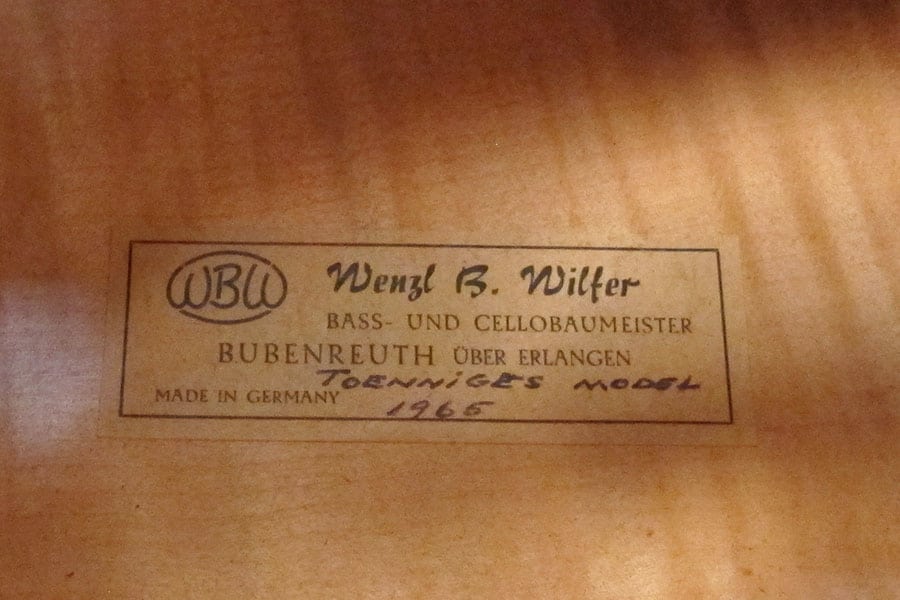 WBW
Wenzl B. Wilfer
BASS- UND CELLOBAUMEISTER
BUBENREUTH ÜBER ERLANGEN
TOENNIGES MODEL
MADE IN GERMANY
1965